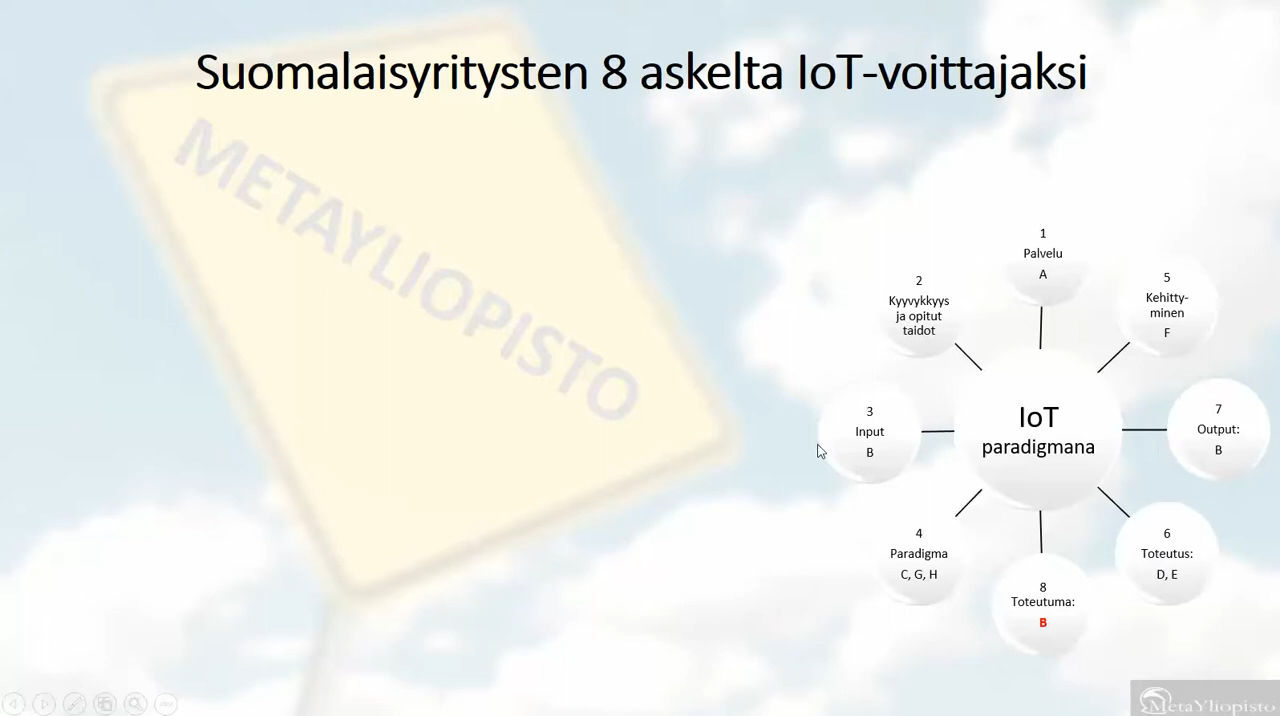 Suomalaisyritysten 8 askelta IoT-voittajaksi
METAYLIOPISTO
1
Palvelu
A
2
Kyyvykkyys
ja opitut
taidot
3
Input
B
4
Paradigma
C, G, H
5
Kehitty-
minen
F
6
Toteutus:
D, E
7
Output:
B
8
Toteutuma:
B
IoT
paradigmana
MetaYliopisto